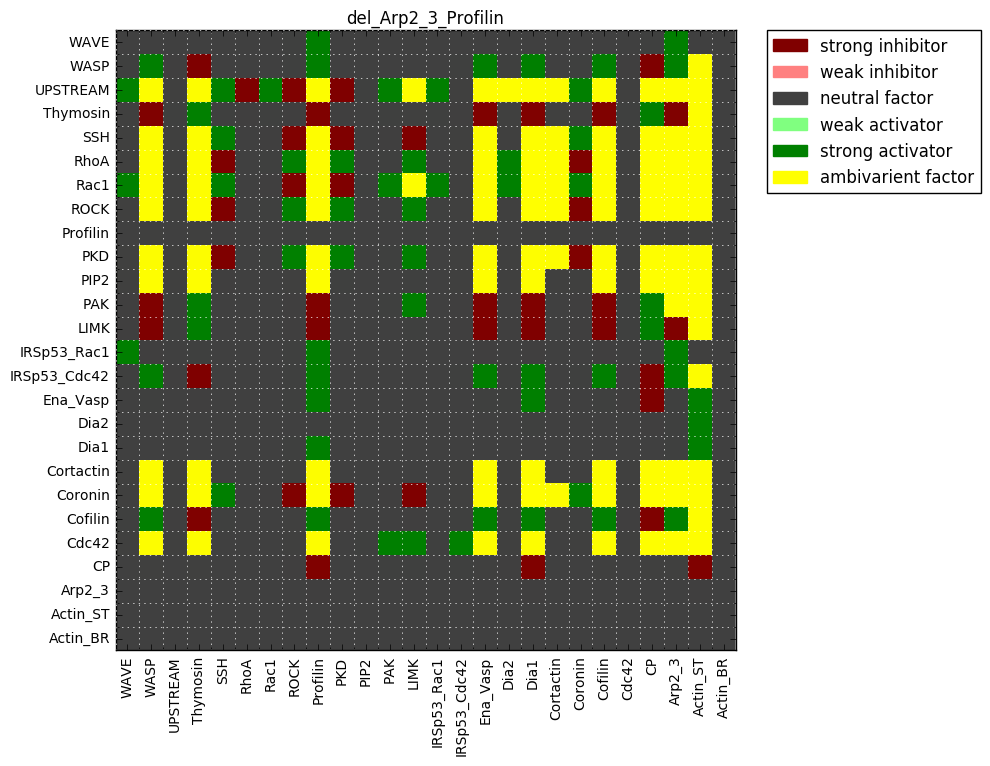 del_Arp2_3_Profilin
strong inhibitor
weak inhibitor
neutral factor
weak activator
strong activator
ambivarient factor
WAVE
WASP
UPSTREAM
Thymosin
SSH
RhoA
Rac1
ROCK
Profilin
PKD
PIP2
PAK
LIMK
IRSp53_Rac1
IRSp53_Cdc42
Ena_Vasp
Dia2
Dia1
Cortactin
Coronin
Cofilin
Cdc42
CP
Arp2_3
Actin_ST
Actin_BR
WAVE
WASP
UPSTREAM
Thymosin
SSH
RhoA
Rac1
ROCK
Profilin
PKD
PIP2
PAK
LIMK
IRSp53_Rac1
IRSp53_Cdc42
Ena_Vasp
Dia2
Dia1
Cortactin
Coronin
Cofilin
Cdc42
CP
Arp2_3
Actin_ST
Actin_BR